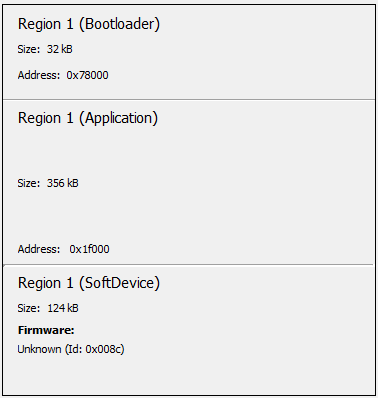 Region 1 (Bootloader)
Size: 32 kB
Address: 0x78000
Region 1 (Application)
Size: 356 kB
Address: 0x1f000
Region 1 (SoftDevice)
Size: 124 kB
Firmware:
Unknown (Id: 0x008c)